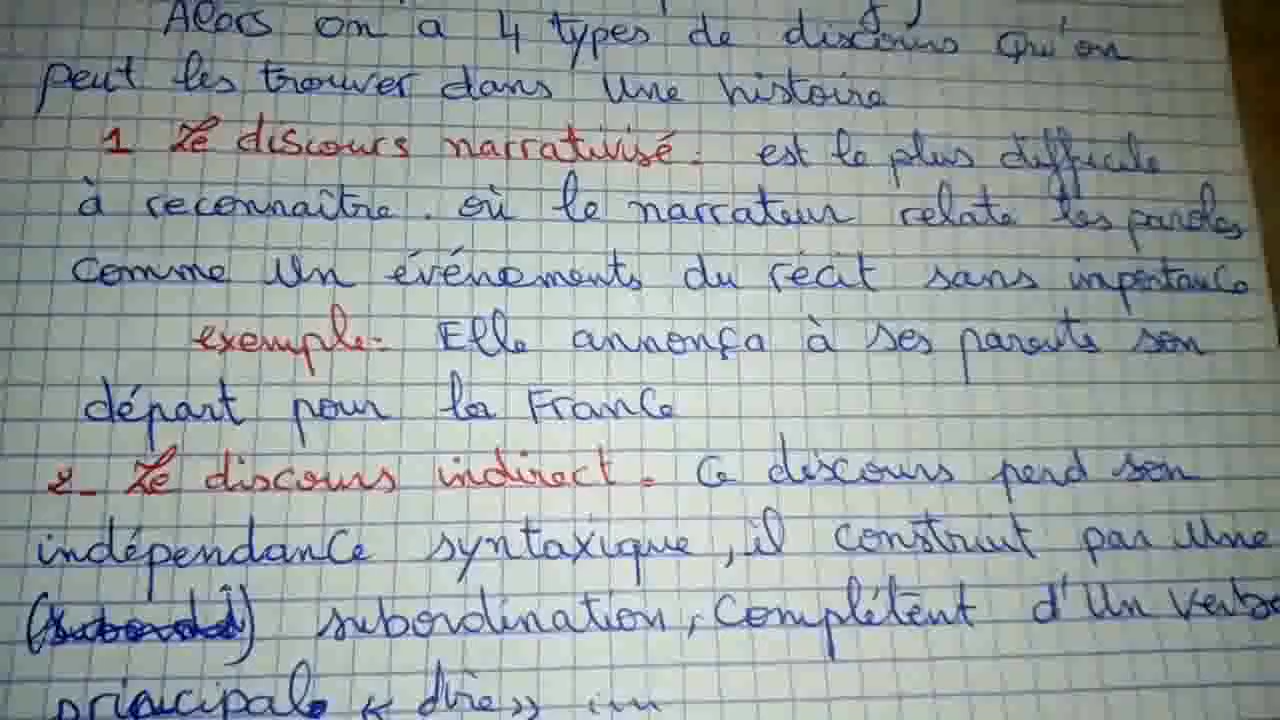 Alors on a 4 types de discours qu'on
peut les trouver dans une histoire
1 Le discours narrativisé : est le plus difficile
à reconnaître. où le narrateur relate les paroles
comme un événements du récit sans importance
exemple: Elle annonça à ses parents son
départ pour la France
2- Le discours indirect : Ce discours perd son
indépendance syntaxique, il construit par une
subordination, complétent d'un verbe
principal « dire »